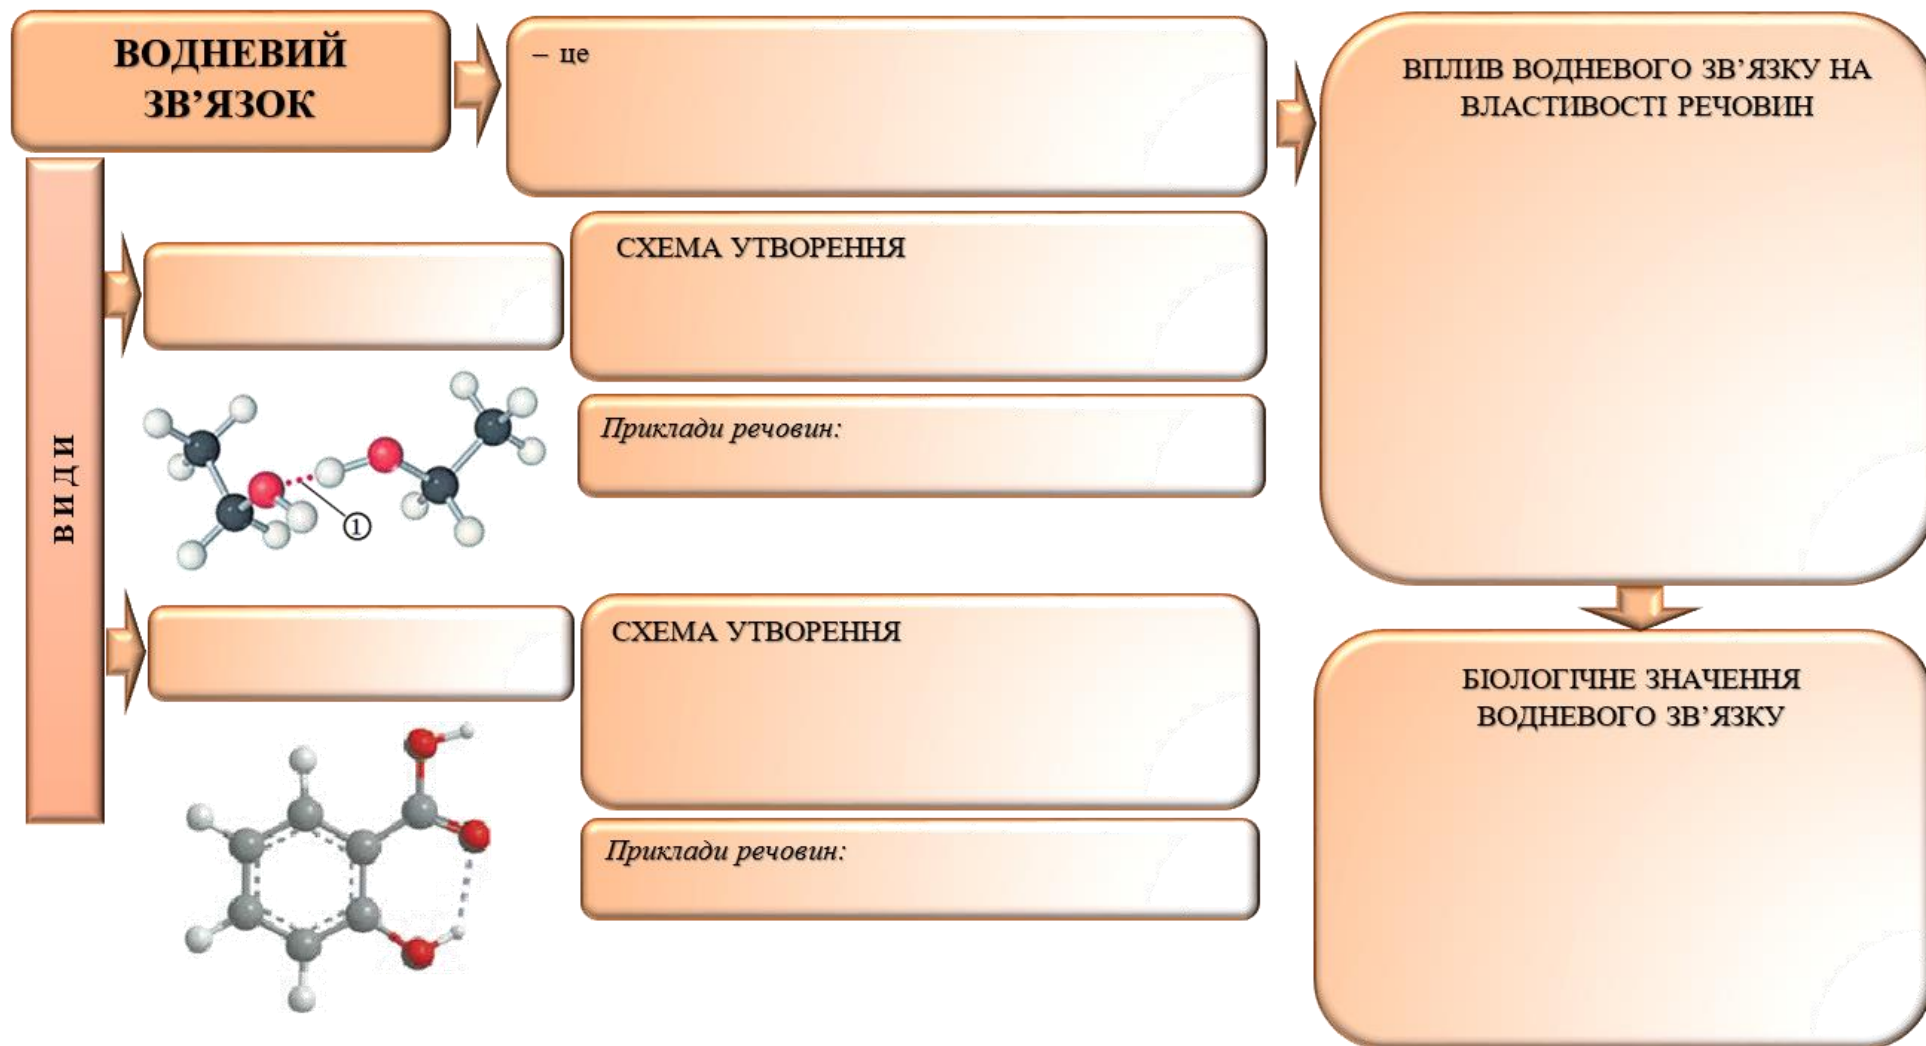 ВОДНЕВИЙ
ЗВ’ЯЗОК
– це
ВПЛИВ ВОДНЕВОГО ЗВ’ЯЗКУ НА
ВЛАСТИВОСТІ РЕЧОВИН
ВИДИ
СХЕМА УТВОРЕННЯ
Приклади речовин:
1
СХЕМА УТВОРЕННЯ
Приклади речовин:
БІОЛОГІЧНЕ ЗНАЧЕННЯ
ВОДНЕВОГО ЗВ’ЯЗКУ